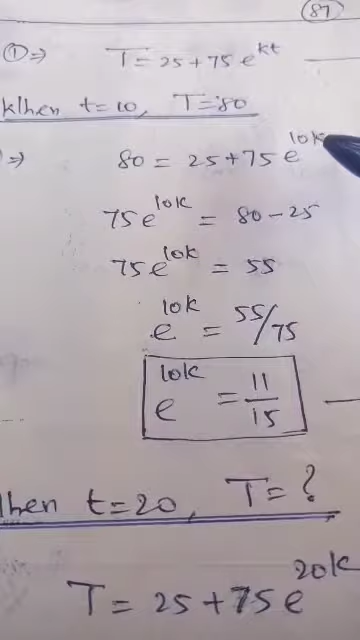 87
①⇒ T = 25 + 75 e^{kt}
When t=10, T=80
⇒ 80 = 25 + 75 e^{10k}
75 e^{10k} = 80 - 25
75 e^{10k} = 55
e^{10k} = 55/75
e^{10k} = 11/15
When t=20, T=?
T = 25 + 75 e^{20k}